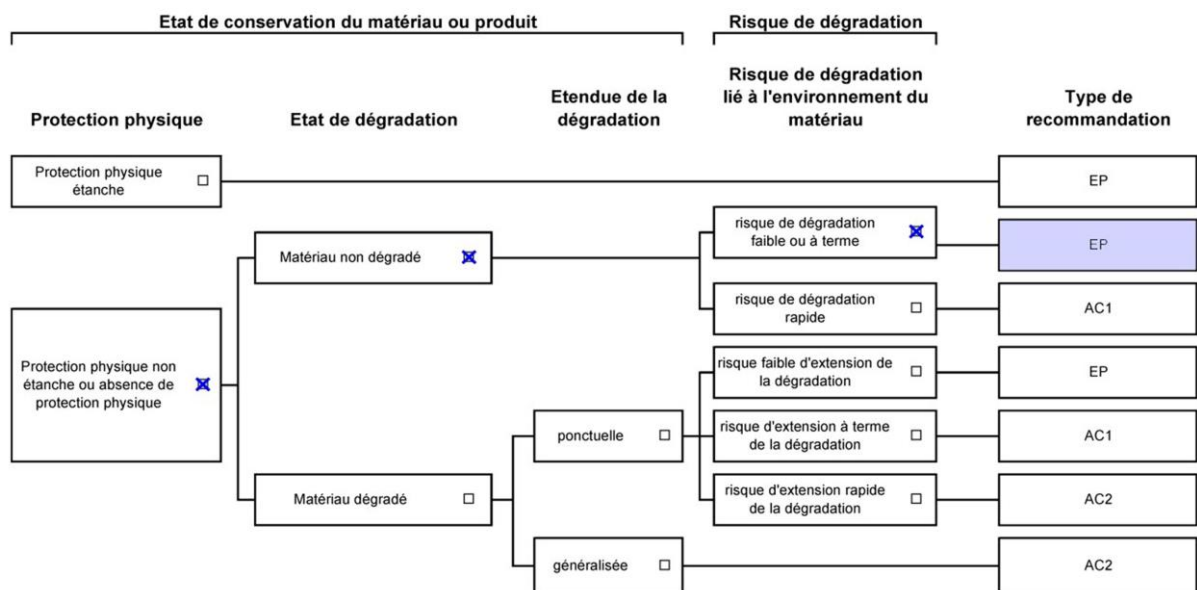 Etat de conservation du matériau ou produit
Risque de dégradation
Protection physique
Etat de dégradation
Etendue de la
dégradation
Risque de dégradation
lié à l'environnement du
matériau
Type de
recommandation
Protection physique
étanche
EP
risque de dégradation
faible ou à terme
EP
Matériau non dégradé
risque de dégradation
rapide
AC1
Protection physique non
étanche ou absence de
protection physique
risque faible d'extension de
la dégradation
EP
ponctuelle
risque d'extension à terme
de la dégradation
AC1
Matériau dégradé
risque d'extension rapide
de la dégradation
AC2
généralisée
AC2